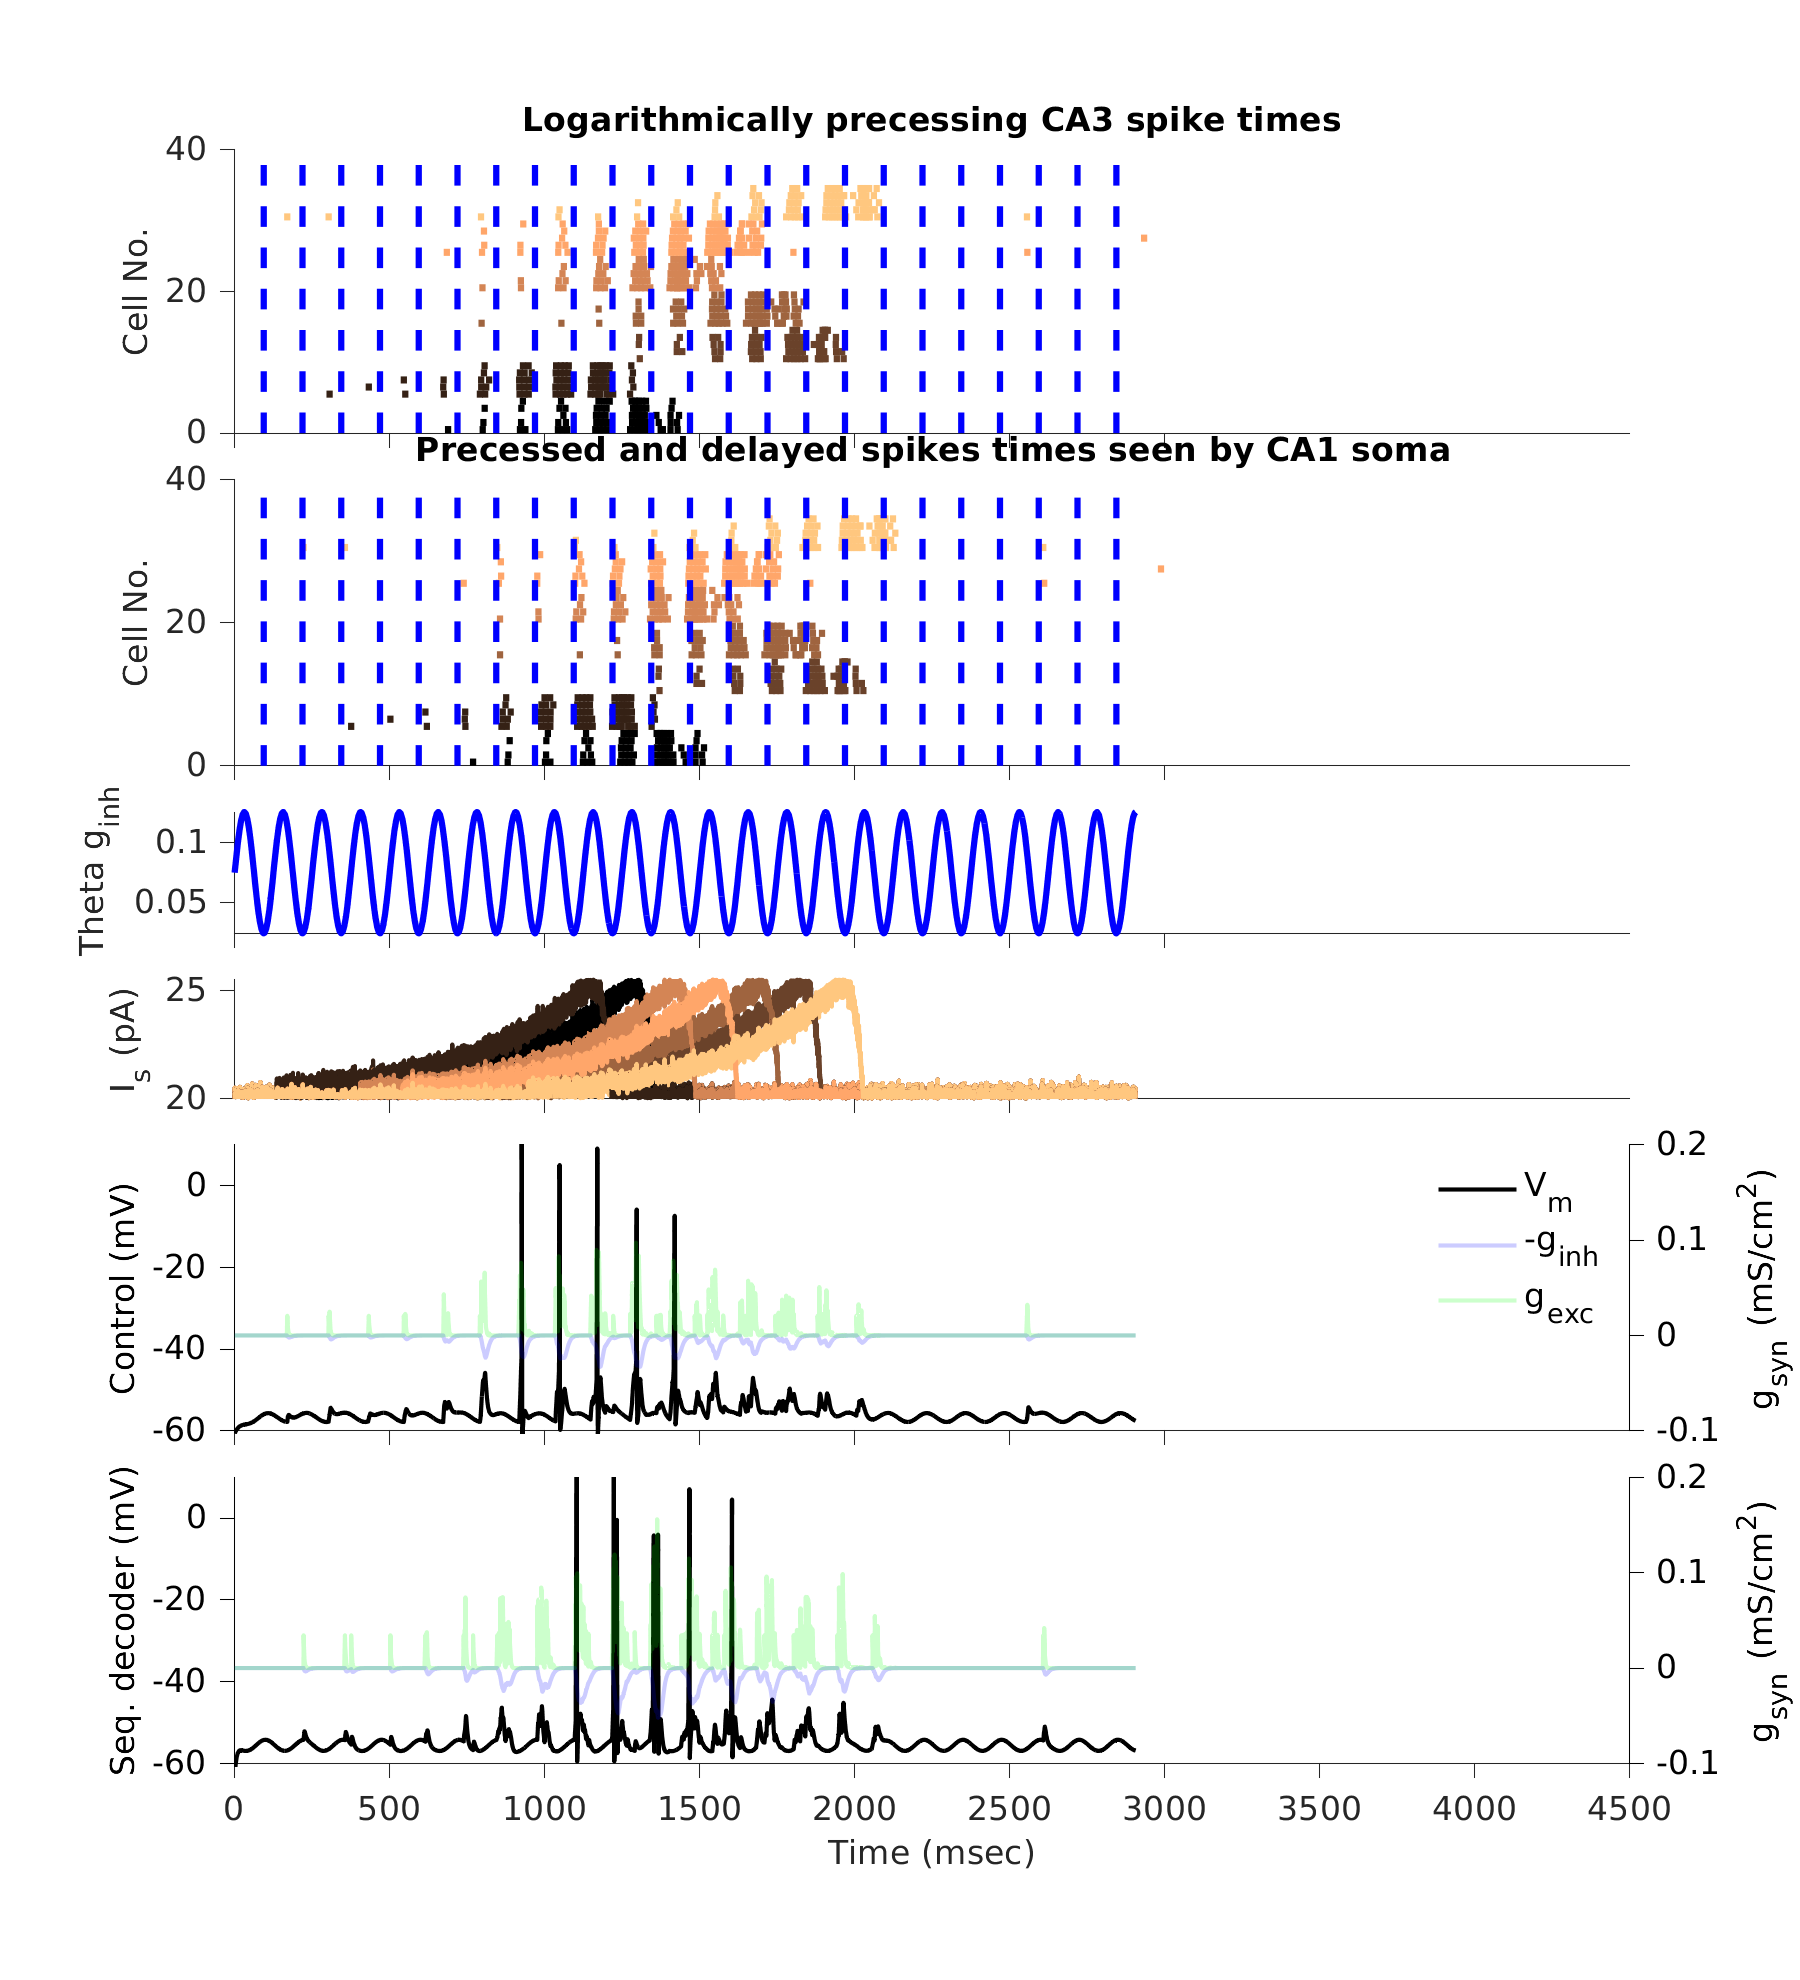 Logarithmically precessing CA3 spike times
40
20
0
Cell No.
Precessed and delayed spikes times seen by CA1 soma
40
20
0
Cell No.
0.1
0.05
Theta g_inh
25
20
I_s (pA)
0
-20
-40
-60
Control (mV)
V_m
-g_inh
g_exc
0.2
0.1
0
-0.1
g_syn (mS/cm²)
0
-20
-40
-60
Seq. decoder (mV)
0.2
0.1
0
-0.1
g_syn (mS/cm²)
0 500 1000 1500 2000 2500 3000 3500 4000 4500
Time (msec)